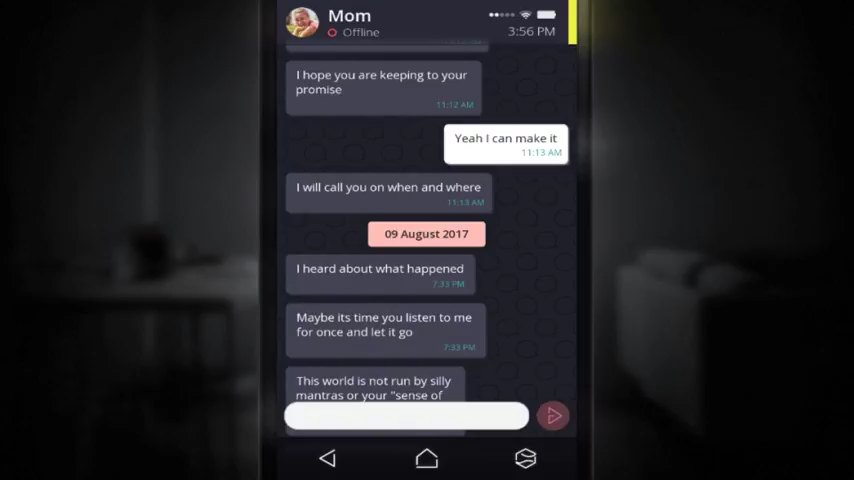 Mom
Offline
3:56 PM
I hope you are keeping to your
promise
11:12 AM
Yeah I can make it
11:13 AM
I will call you on when and where
11:13 AM
09 August 2017
I heard about what happened
7:33 PM
Maybe its time you listen to me
for once and let it go
7:33 PM
This world is not run by silly
mantras or your "sense of